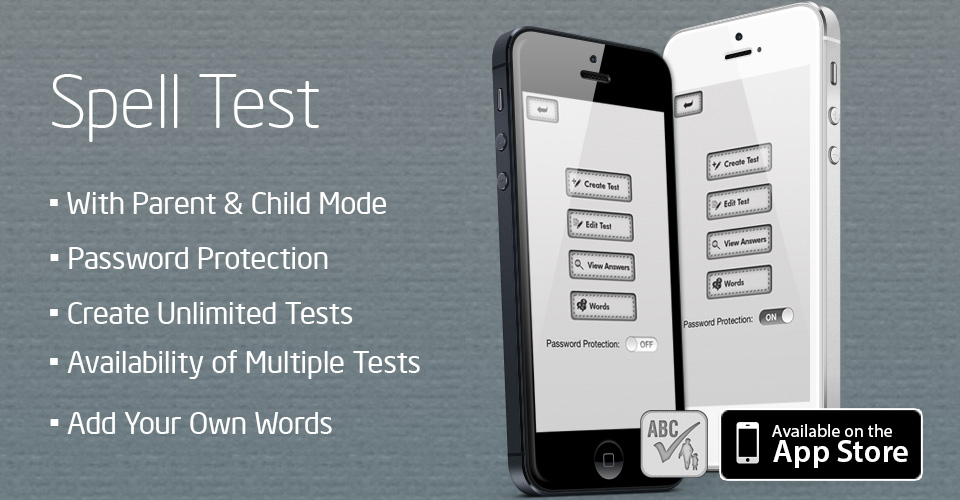 Spell Test
▪ With Parent & Child Mode
▪ Password Protection
▪ Create Unlimited Tests
▪ Availability of Multiple Tests
▪ Add Your Own Words
Create Test
Edit Test
View Answers
Words
Password Protection: OFF
Create Test
Edit Test
View Answers
Words
Password Protection: ON
ABC
Available on the
App Store